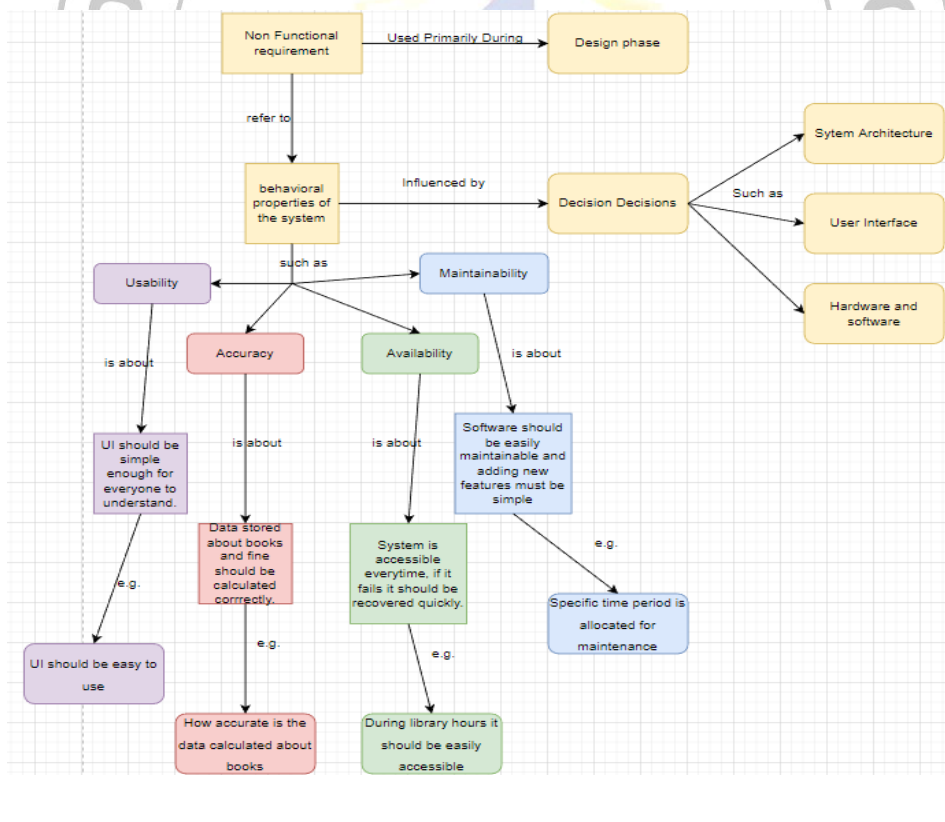 Non Functional
requirement
Used Primarily During
Design phase
refer to
behavioral
properties of
the system
Influenced by
Decision Decisions
Such as
Sytem Architecture
User Interface
Hardware and
software
such as
Usability
Maintainability
Accuracy
Availability
is about
is about
is about
is about
UI should be
simple
enough for
everyone to
understand.
Data stored
about books
and fine
should be
calculated
corrrectly.
System is
accessible
everytime, if it
fails it should be
recovered quickly.
Software should
be easily
maintainable and
adding new
features must be
simple
e.g.
e.g.
e.g.
e.g.
UI should be easy to
use
How accurate is the
data calculated about
books
During library hours it
should be easily
accessible
Specific time period is
allocated for
maintenance